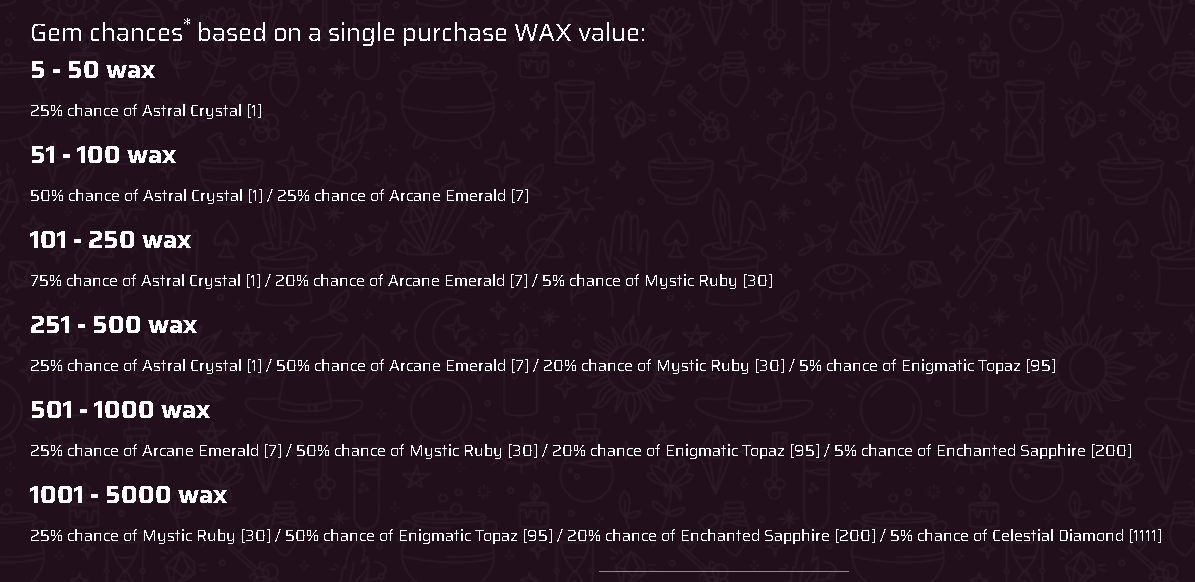 Gem chances* based on a single purchase WAX value:
5 - 50 wax
25% chance of Astral Crystal [1]
51 - 100 wax
50% chance of Astral Crystal [1] / 25% chance of Arcane Emerald [7]
101 - 250 wax
75% chance of Astral Crystal [1] / 20% chance of Arcane Emerald [7] / 5% chance of Mystic Ruby [30]
251 - 500 wax
25% chance of Astral Crystal [1] / 50% chance of Arcane Emerald [7] / 20% chance of Mystic Ruby [30] / 5% chance of Enigmatic Topaz [95]
501 - 1000 wax
25% chance of Arcane Emerald [7] / 50% chance of Mystic Ruby [30] / 20% chance of Enigmatic Topaz [95] / 5% chance of Enchanted Sapphire [200]
1001 - 5000 wax
25% chance of Mystic Ruby [30] / 50% chance of Enigmatic Topaz [95] / 20% chance of Enchanted Sapphire [200] / 5% chance of Celestial Diamond [1111]